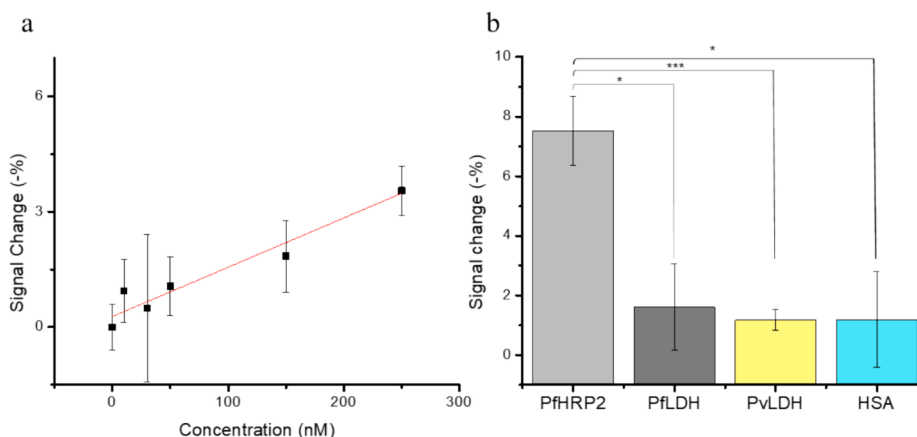 a
Signal Change (-%)
6
3
0
0
100
200
300
Concentration (nM)
b
Signal change (-%)
10
8
6
4
2
0
*
***
*
PfHRP2
PfLDH
PvLDH
HSA